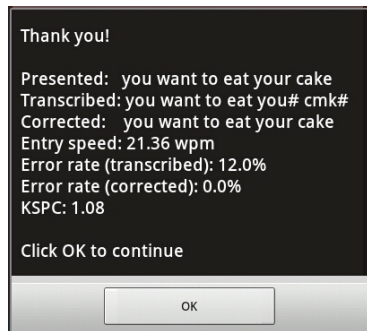 Thank you!
Presented: you want to eat your cake
Transcribed: you want to eat you# cmk#
Corrected: you want to eat your cake
Entry speed: 21.36 wpm
Error rate (transcribed): 12.0%
Error rate (corrected): 0.0%
KSPC: 1.08
Click OK to continue
OK